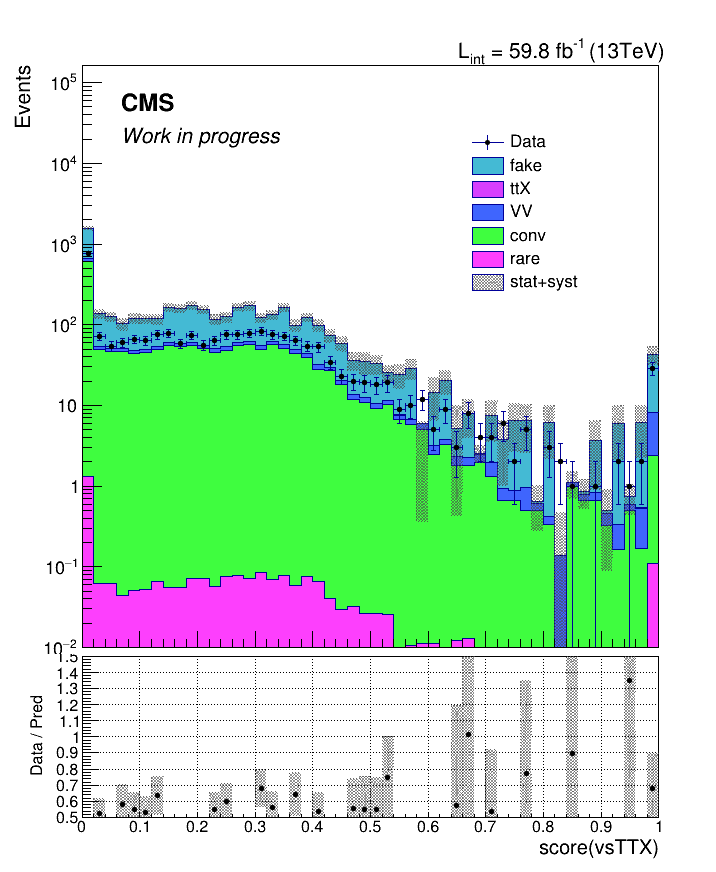 L_int = 59.8 fb^-1 (13TeV)
Events
CMS
Work in progress
Data
fake
ttX
VV
conv
rare
stat+syst
10^5
10^4
10^3
10^2
10
1
10^−1
10^−2
Data / Pred
1.5
1.4
1.3
1.2
1.1
1
0.9
0.8
0.7
0.6
0.5
0 0.1 0.2 0.3 0.4 0.5 0.6 0.7 0.8 0.9 1
score(vsTTX)